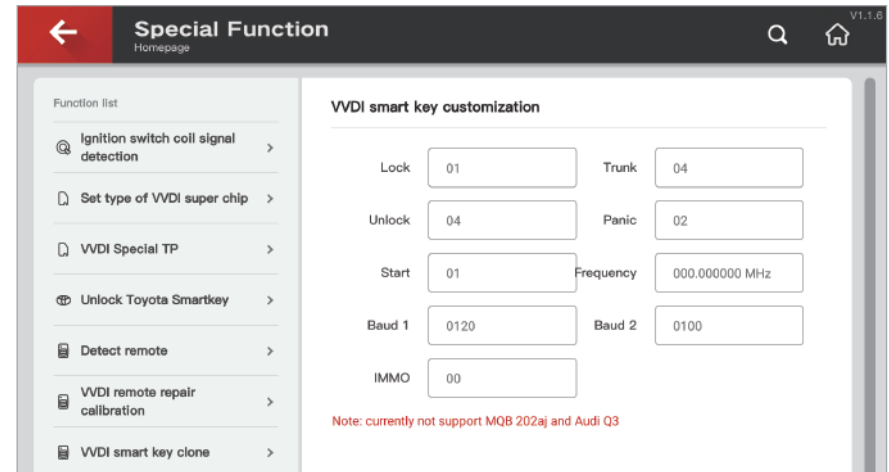 V1.1.6
Special Function
Homepage
Function list
Ignition switch coil signal
detection
Set type of VVDI super chip
VVDI Special TP
Unlock Toyota Smartkey
Detect remote
VVDI remote repair
calibration
VVDI smart key clone
VVDI smart key customization
Lock 01 Trunk 04
Unlock 04 Panic 02
Start 01 Frequency 000.000000 MHz
Baud 1 0120 Baud 2 0100
IMMO 00
Note: currently not support MQB 202aj and Audi Q3